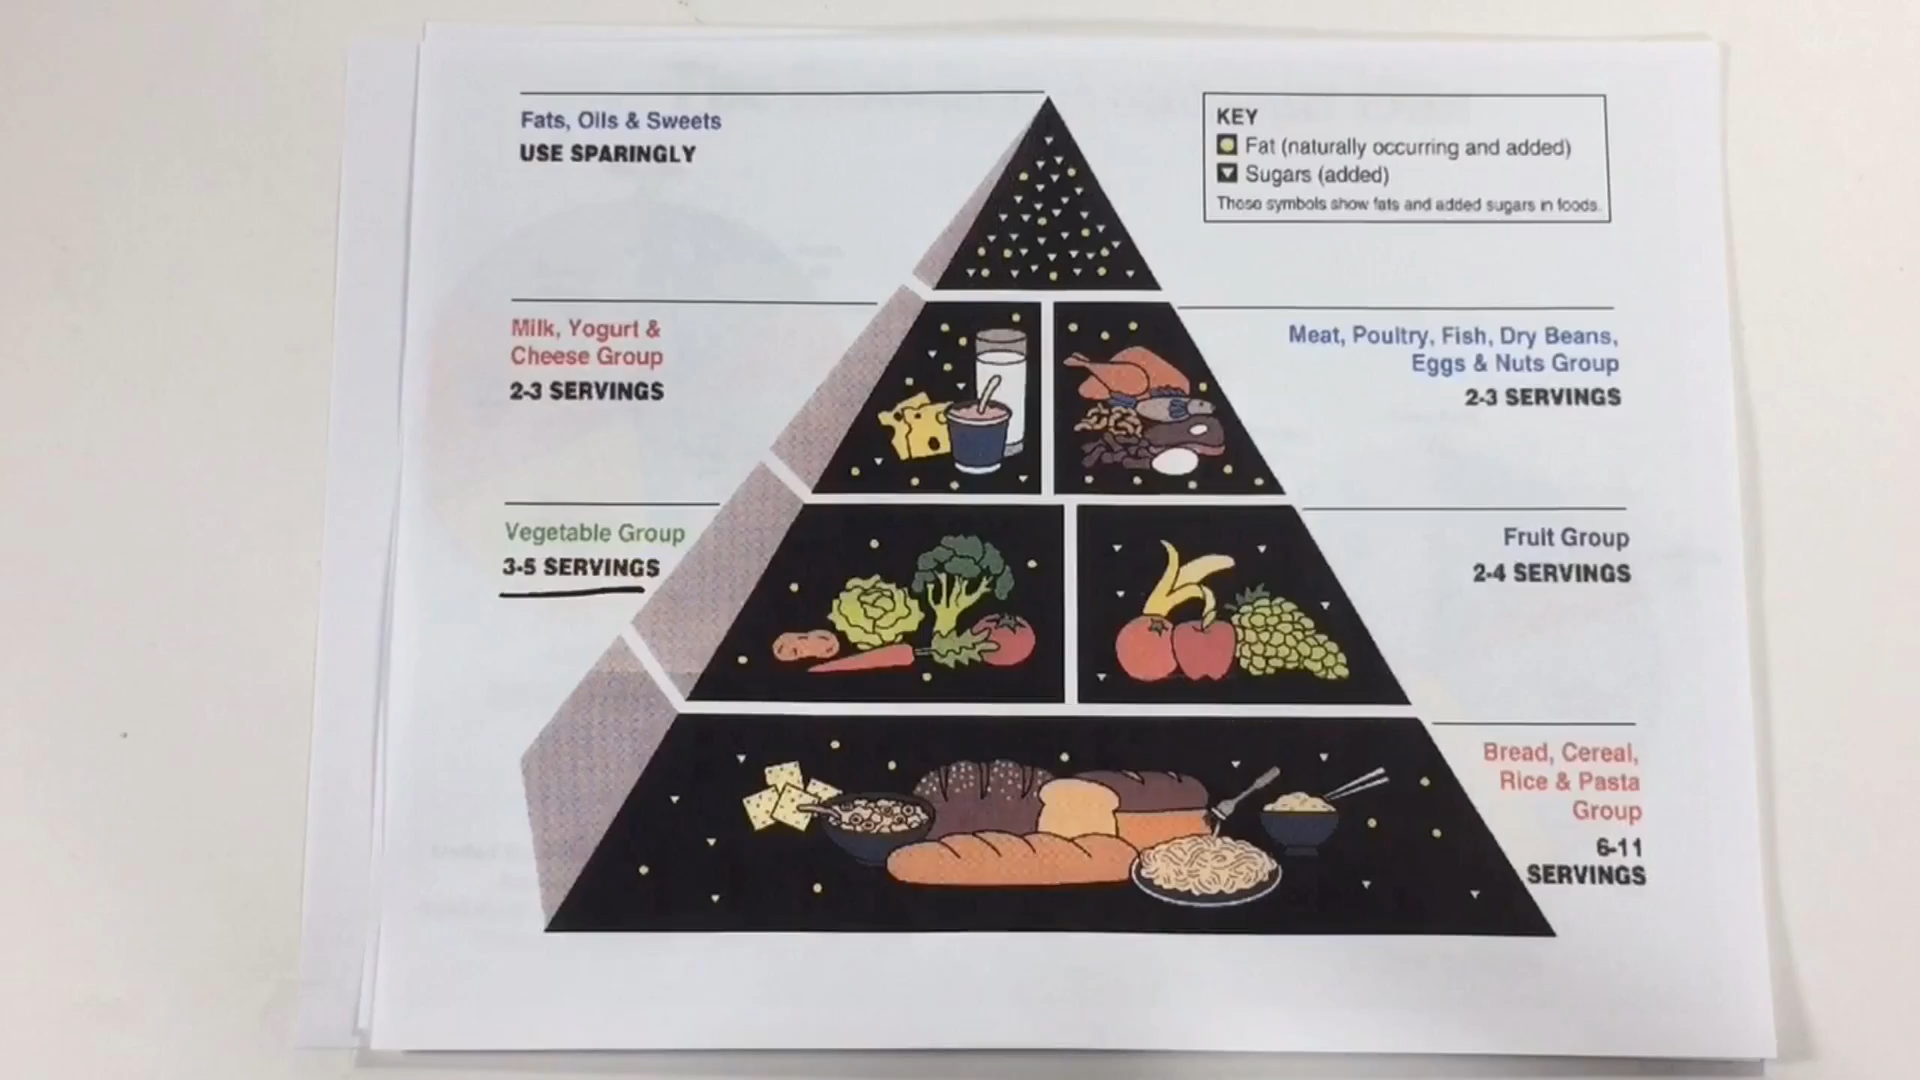 Fats, Oils & Sweets
USE SPARINGLY
KEY
Fat (naturally occurring and added)
Sugars (added)
These symbols show fats and added sugars in foods.
Milk, Yogurt &
Cheese Group
2-3 SERVINGS
Meat, Poultry, Fish, Dry Beans,
Eggs & Nuts Group
2-3 SERVINGS
Vegetable Group
3-5 SERVINGS
Fruit Group
2-4 SERVINGS
Bread, Cereal,
Rice & Pasta
Group
6-11
SERVINGS